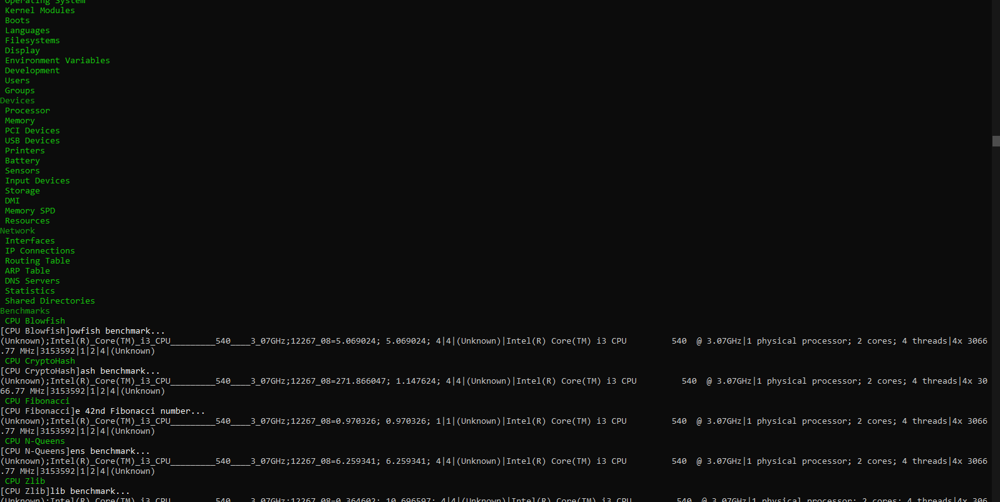 Operating System
Kernel Modules
Boots
Languages
Filesystems
Display
Environment Variables
Development
Users
Groups
Devices
Processor
Memory
PCI Devices
USB Devices
Printers
Battery
Sensors
Input Devices
Storage
DMI
Memory SPD
Resources
Network
Interfaces
IP Connections
Routing Table
ARP Table
DNS Servers
Statistics
Shared Directories
Benchmarks
CPU Blowfish
[CPU Blowfish]owfish benchmark...
(Unknown);Intel(R)_Core(TM)_i3_CPU_________540____3_07GHz;12267_08=5.069024; 5.069024; 4|4|(Unknown)|Intel(R) Core(TM) i3 CPU         540  @ 3.07GHz|1 physical processor; 2 cores; 4 threads|4x 3066
.77 MHz|3153592|1|2|4|(Unknown)
CPU CryptoHash
[CPU CryptoHash]ash benchmark...
(Unknown);Intel(R)_Core(TM)_i3_CPU_________540____3_07GHz;12267_08=271.866047; 1.147624; 4|4|(Unknown)|Intel(R) Core(TM) i3 CPU         540  @ 3.07GHz|1 physical processor; 2 cores; 4 threads|4x 30
66.77 MHz|3153592|1|2|4|(Unknown)
CPU Fibonacci
[CPU Fibonacci]e 42nd Fibonacci number...
(Unknown);Intel(R)_Core(TM)_i3_CPU_________540____3_07GHz;12267_08=0.970326; 0.970326; 1|1|(Unknown)|Intel(R) Core(TM) i3 CPU         540  @ 3.07GHz|1 physical processor; 2 cores; 4 threads|4x 3066
.77 MHz|3153592|1|2|4|(Unknown)
CPU N-Queens
[CPU N-Queens]ens benchmark...
(Unknown);Intel(R)_Core(TM)_i3_CPU_________540____3_07GHz;12267_08=6.259341; 6.259341; 4|4|(Unknown)|Intel(R) Core(TM) i3 CPU         540  @ 3.07GHz|1 physical processor; 2 cores; 4 threads|4x 3066
.77 MHz|3153592|1|2|4|(Unknown)
CPU Zlib
[CPU Zlib]lib benchmark...
(Unknown);Intel(R)_Core(TM)_i3_CPU_________540____3_07GHz;12267_08=0.364602; 10.696597; 4|4|(Unknown)|Intel(R) Core(TM) i3 CPU         540  @ 3.07GHz|1 physical processor; 2 cores; 4 threads|4x 306